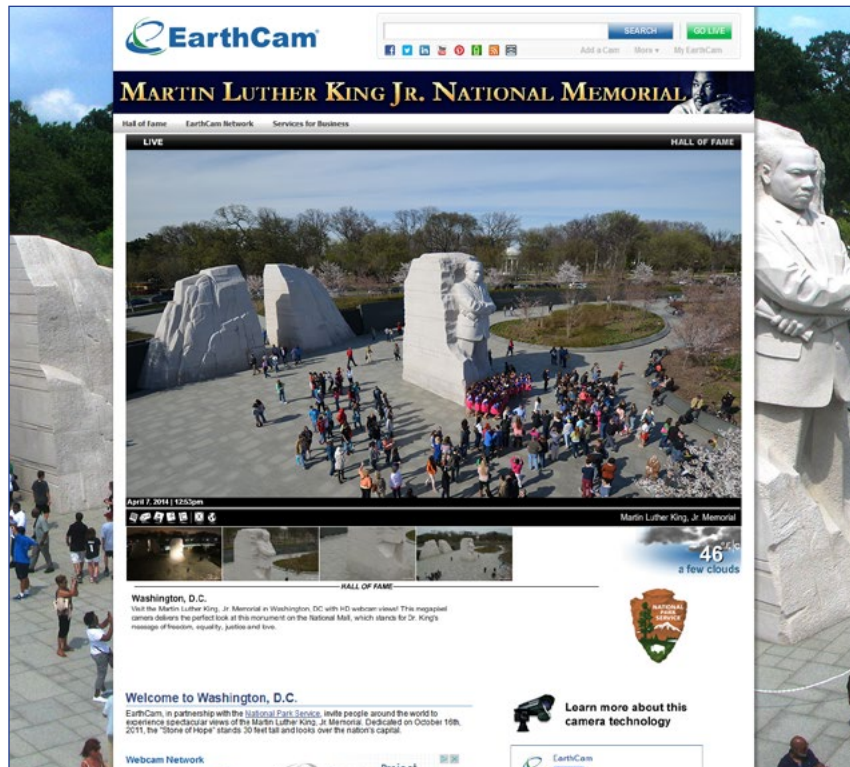 EarthCam
SEARCH
GO LIVE
Add a Cam More ▾ My EarthCam
MARTIN LUTHER KING JR. NATIONAL MEMORIAL
Hall of Fame EarthCam Network Services for Business
LIVE HALL OF FAME
April 7, 2014 | 12:53pm
Martin Luther King, Jr Memorial
46 °F|°C
a few clouds
HALL OF FAME
Washington, D.C.
Visit the Martin Luther King, Jr. Memorial in Washington, DC with HD webcam views! This megapixel
camera delivers the perfect look at this monument on the National Mall, which stands for Dr. King's
message of freedom, equality, justice and love.
NATIONAL
PARK
SERVICE
Welcome to Washington, D.C.
EarthCam, in partnership with the National Park Service, invite people around the world to
experience spectacular views of the Martin Luther King, Jr. Memorial. Dedicated on October 16th,
2011, the "Stone of Hope" stands 30 feet tall and looks over the nation's capital.
Learn more about this
camera technology
Webcam Network
EarthCam